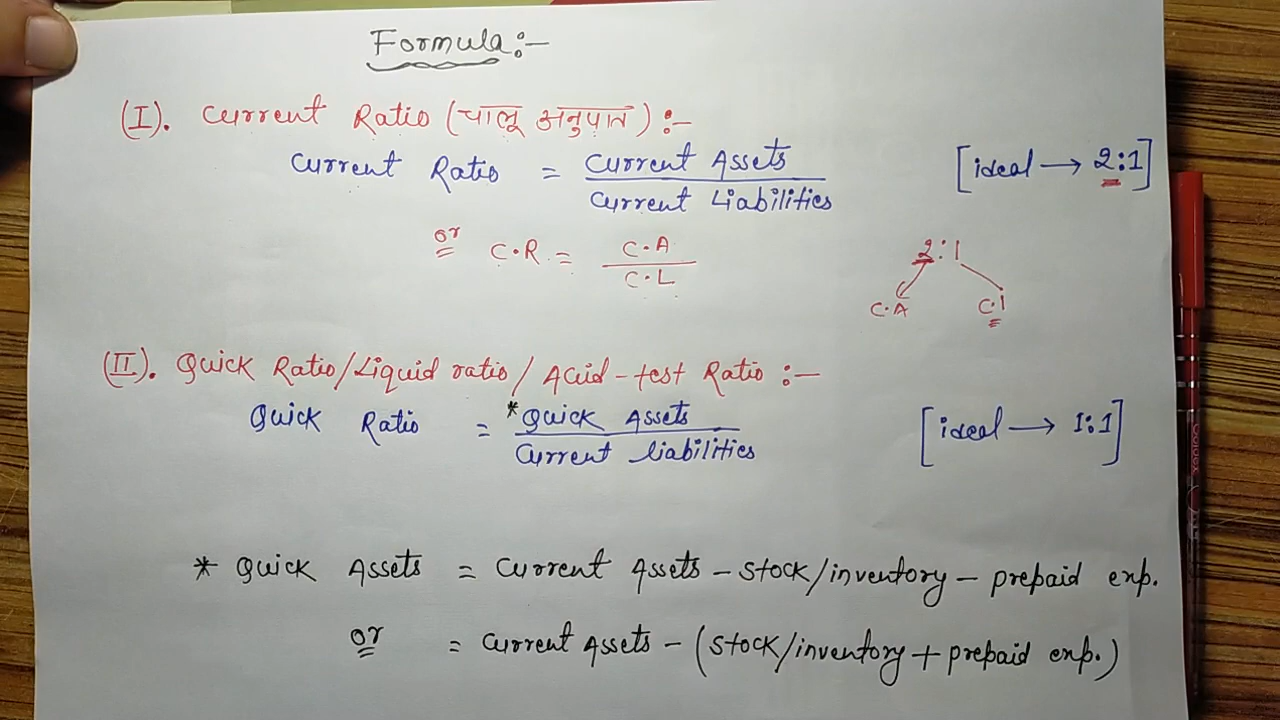 Formula:-
(I). Current Ratio (चालू अनुपात) :-
Current Ratio = Current Assets / Current Liabilities [ideal → 2:1]
or C.R. = C.A / C.L
2:1
C.A C.l
(II). Quick Ratio/Liquid ratio/Acid-test Ratio :-
Quick Ratio = *Quick Assets / Current liabilities [ideal → 1:1]
* Quick Assets = Current Assets - stock/inventory - prepaid exp.
or = Current Assets - (stock/inventory + prepaid exp.)